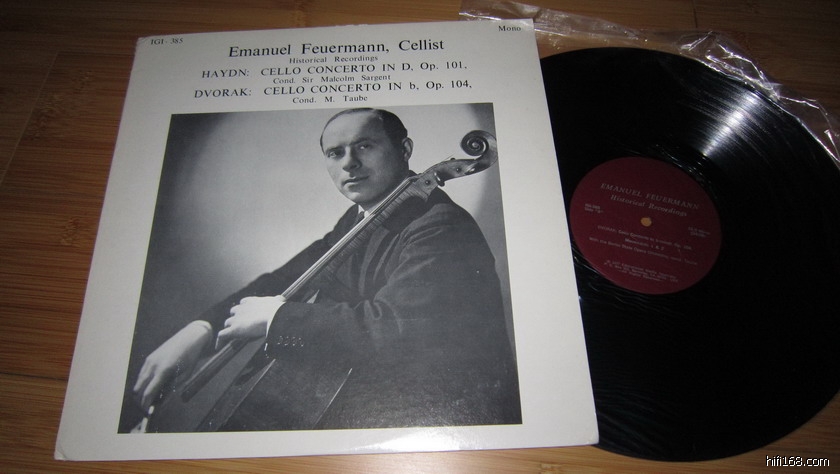 IGI - 385
Mono
Emanuel Feuermann, Cellist
Historical Recordings
HAYDN: CELLO CONCERTO IN D, Op. 101,
Cond. Sir Malcolm Sargent
DVORAK: CELLO CONCERTO IN b, Op. 104,
Cond. M. Taube
EMANUEL FEUERMANN
Historical Recordings
hifi168.com